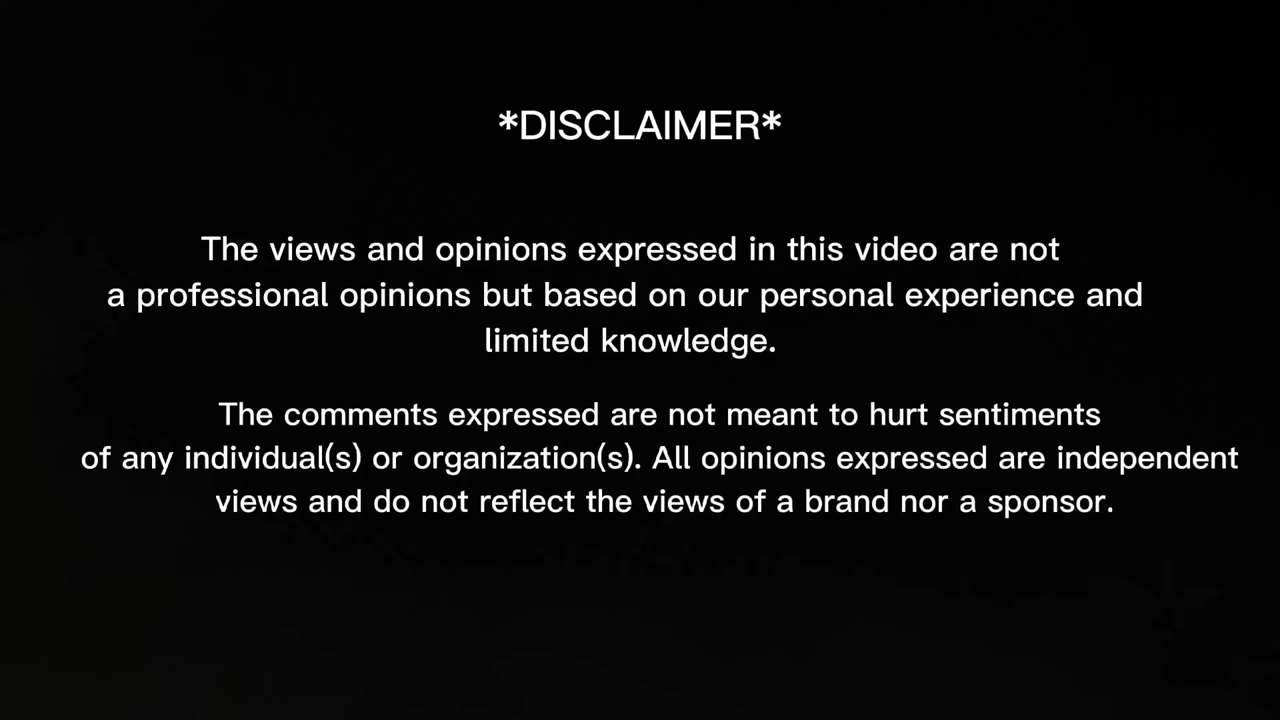 *DISCLAIMER*
The views and opinions expressed in this video are not
a professional opinions but based on our personal experience and
limited knowledge.
The comments expressed are not meant to hurt sentiments
of any individual(s) or organization(s). All opinions expressed are independent
views and do not reflect the views of a brand nor a sponsor.